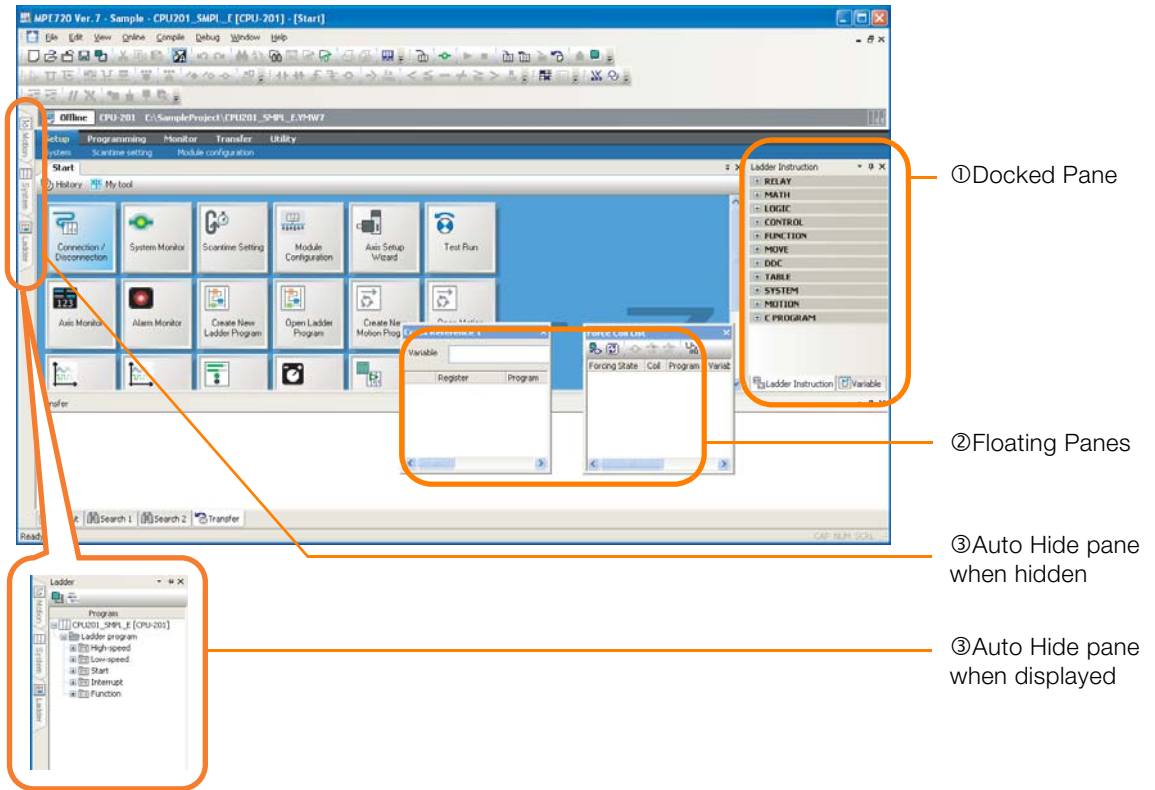 MPE720 Ver. 7 - Sample - CPU201_SMPL_E [CPU-201] - [Start]
File Edit View Online Compile Debug Window Help
Offline CPU-201 C:\SampleProject\CPU201_SMPL_E.YMW7
Setup Programming Monitor Transfer Utility
System Scantime setting Module configuration
Motion
System
Ladder
Start
History My tool
Connection / Disconnection
System Monitor
Scantime Setting
Module Configuration
Axis Setup Wizard
Test Run
Axis Monitor
Alarm Monitor
Create New Ladder Program
Open Ladder Program
Variable
Register Program
Force Coil List
Forcing State Coil Program
Ladder Instruction
RELAY
MATH
LOGIC
CONTROL
FUNCTION
MOVE
DDC
TABLE
SYSTEM
MOTION
C PROGRAM
Ladder Instruction Variable
Search 1 Search 2 Transfer
Ready
CAP NUM SCRL
①Docked Pane
②Floating Panes
③Auto Hide pane
when hidden
③Auto Hide pane
when displayed
Ladder
Program
CPU201_SMPL_E [CPU-201]
Ladder program
High-speed
Low-speed
Start
Interrupt
Function
Motion
System
Ladder